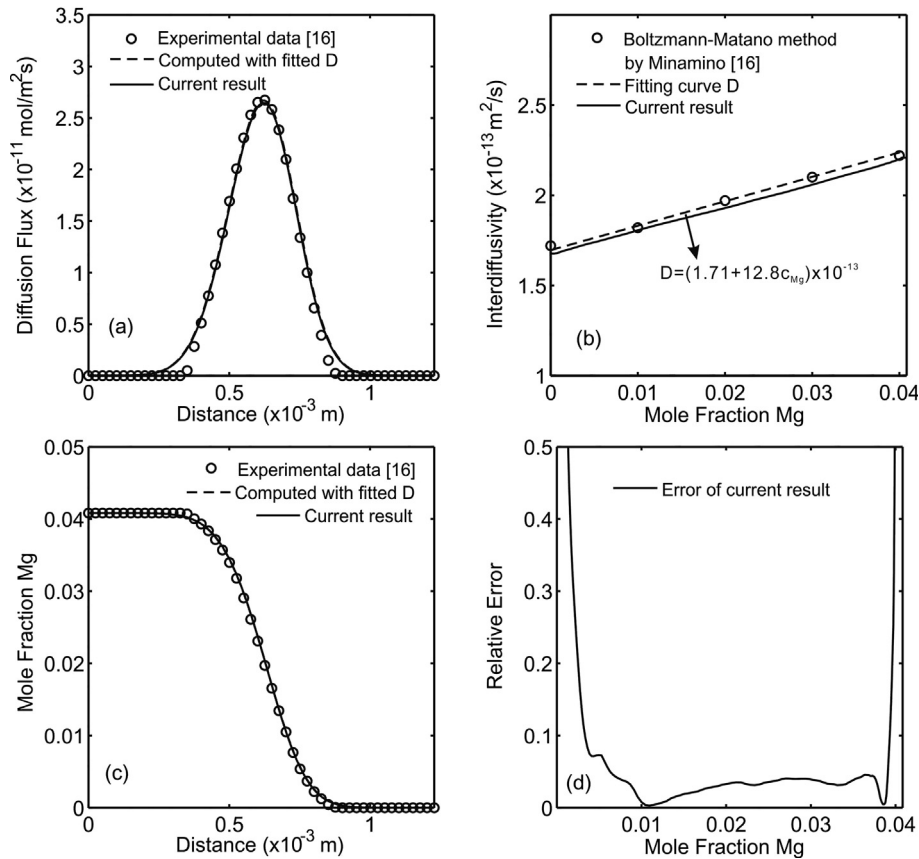 3.5
3
2.5
2
1.5
1
0.5
0
Diffusion Flux (x10⁻¹¹ mol/m²s)
Experimental data [16]
Computed with fitted D
Current result
(a)
0 0.5 1
Distance (x10⁻³ m)
2.5
2
1.5
1
Interdiffusivity (x10⁻¹³ m²/s)
Boltzmann-Matano method
by Minamino [16]
Fitting curve D
Current result
D=(1.71+12.8c_Mg)x10⁻¹³
(b)
0 0.01 0.02 0.03 0.04
Mole Fraction Mg
0.05
0.04
0.03
0.02
0.01
0
Mole Fraction Mg
Experimental data [16]
Computed with fitted D
Current result
(c)
0 0.5 1
Distance (x10⁻³ m)
0.5
0.4
0.3
0.2
0.1
0
Relative Error
Error of current result
(d)
0.01 0.02 0.03 0.04
Mole Fraction Mg